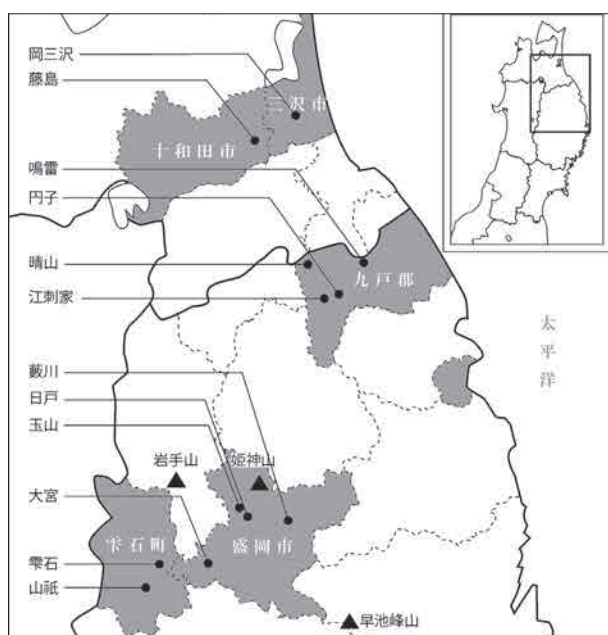 岡三沢
藤島
三沢市
十和田市
鳴雷
円子
晴山
九戸郡
江刺家
太平洋
藪川
日戸
玉山
岩手山
姫神山
大宮
雫石町
盛岡市
雫石
山祇
早池峰山